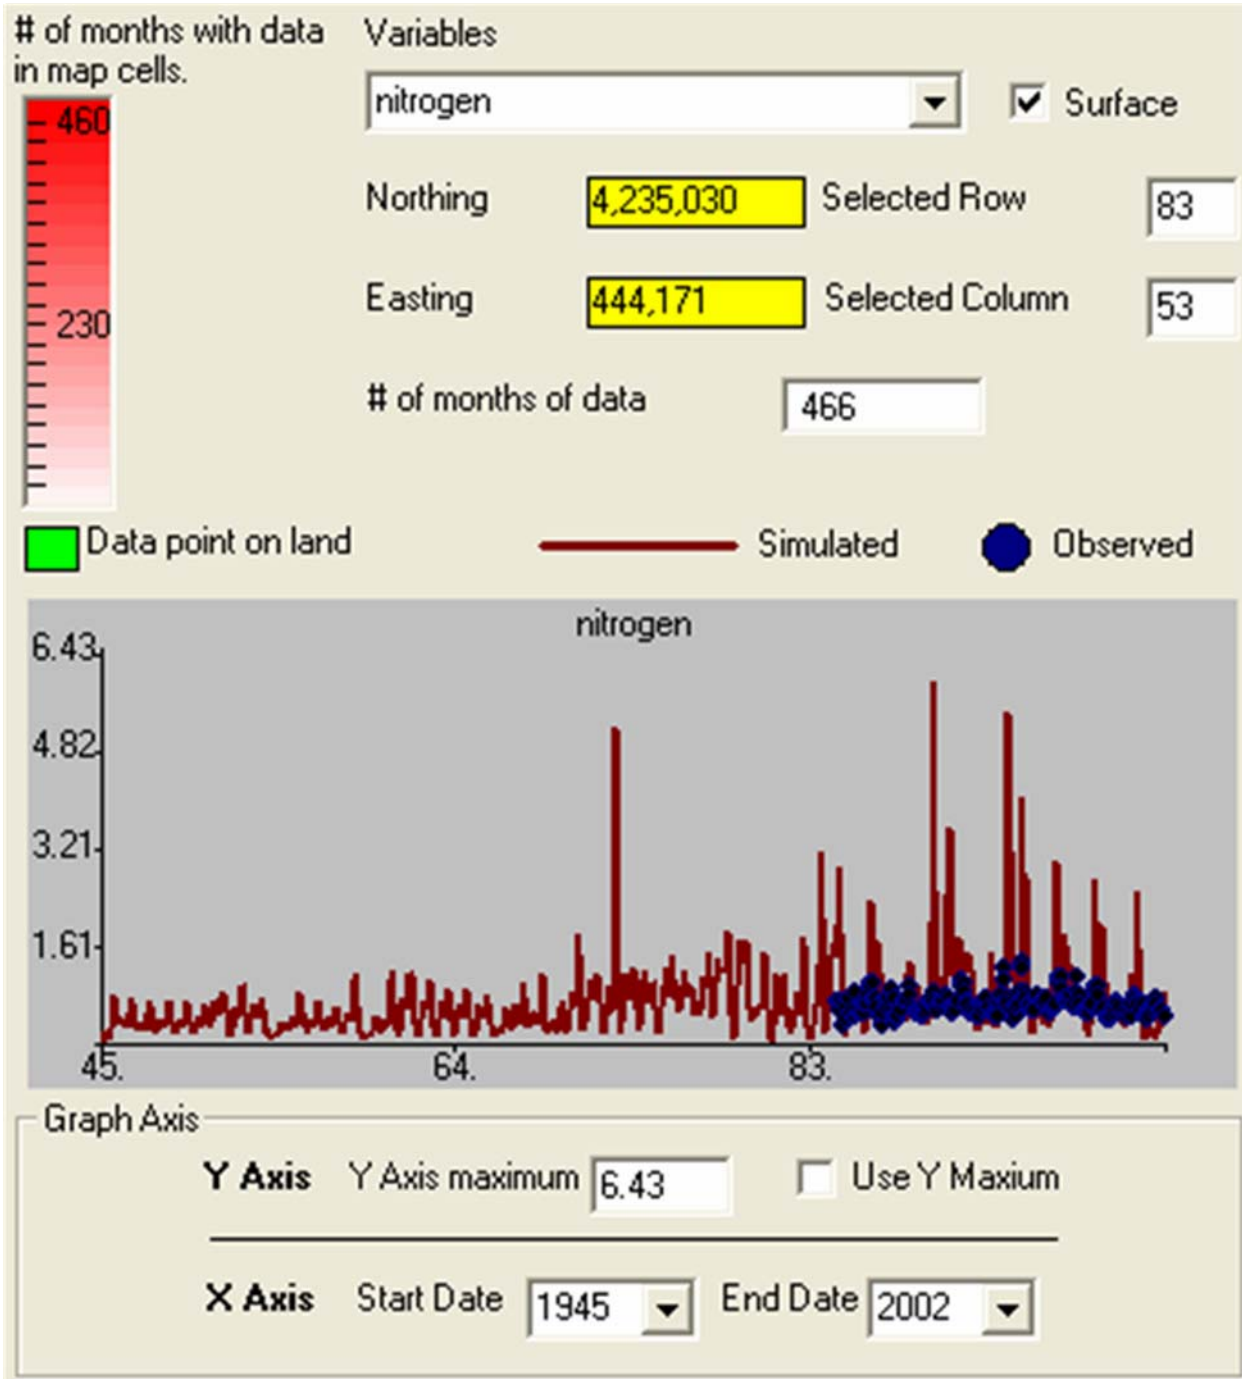 # of months with data
in map cells.
Variables
460
230
nitrogen
Surface
Northing 4,235,030 Selected Row 83
Easting 444,171 Selected Column 53
# of months of data 466
Data point on land Simulated Observed
nitrogen
6.43
4.82
3.21
1.61
45. 64. 83.
Graph Axis
Y Axis Y Axis maximum 6.43 Use Y Maxium
X Axis Start Date 1945 End Date 2002